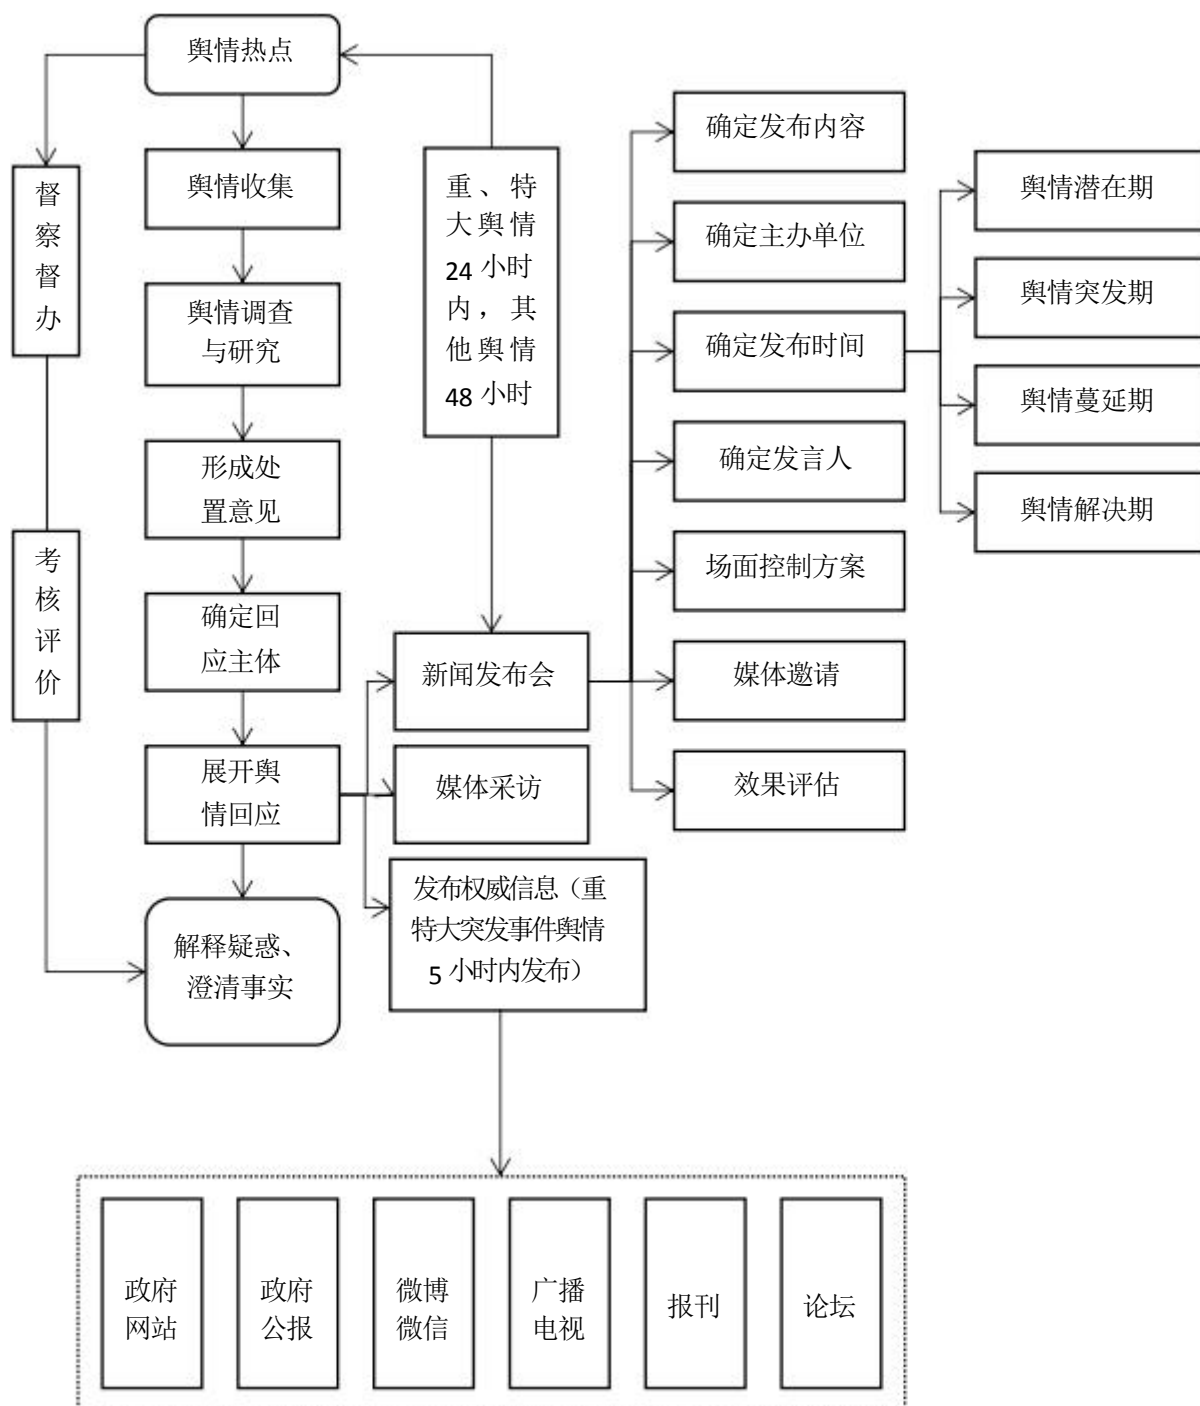 舆情热点
舆情收集
舆情调查
与研究
形成处
置意见
确定回
应主体
展开舆
情回应
解释疑惑、
澄清事实
督
察
督
办
考
核
评
价
重、特
大舆情
24 小时
内，其
他舆情
48 小时
新闻发布会
媒体采访
发布权威信息（重
特大突发事件舆情
5 小时内发布）
确定发布内容
确定主办单位
确定发布时间
确定发言人
场面控制方案
媒体邀请
效果评估
舆情潜在期
舆情突发期
舆情蔓延期
舆情解决期
政府
网站
政府
公报
微博
微信
广播
电视
报刊
论坛